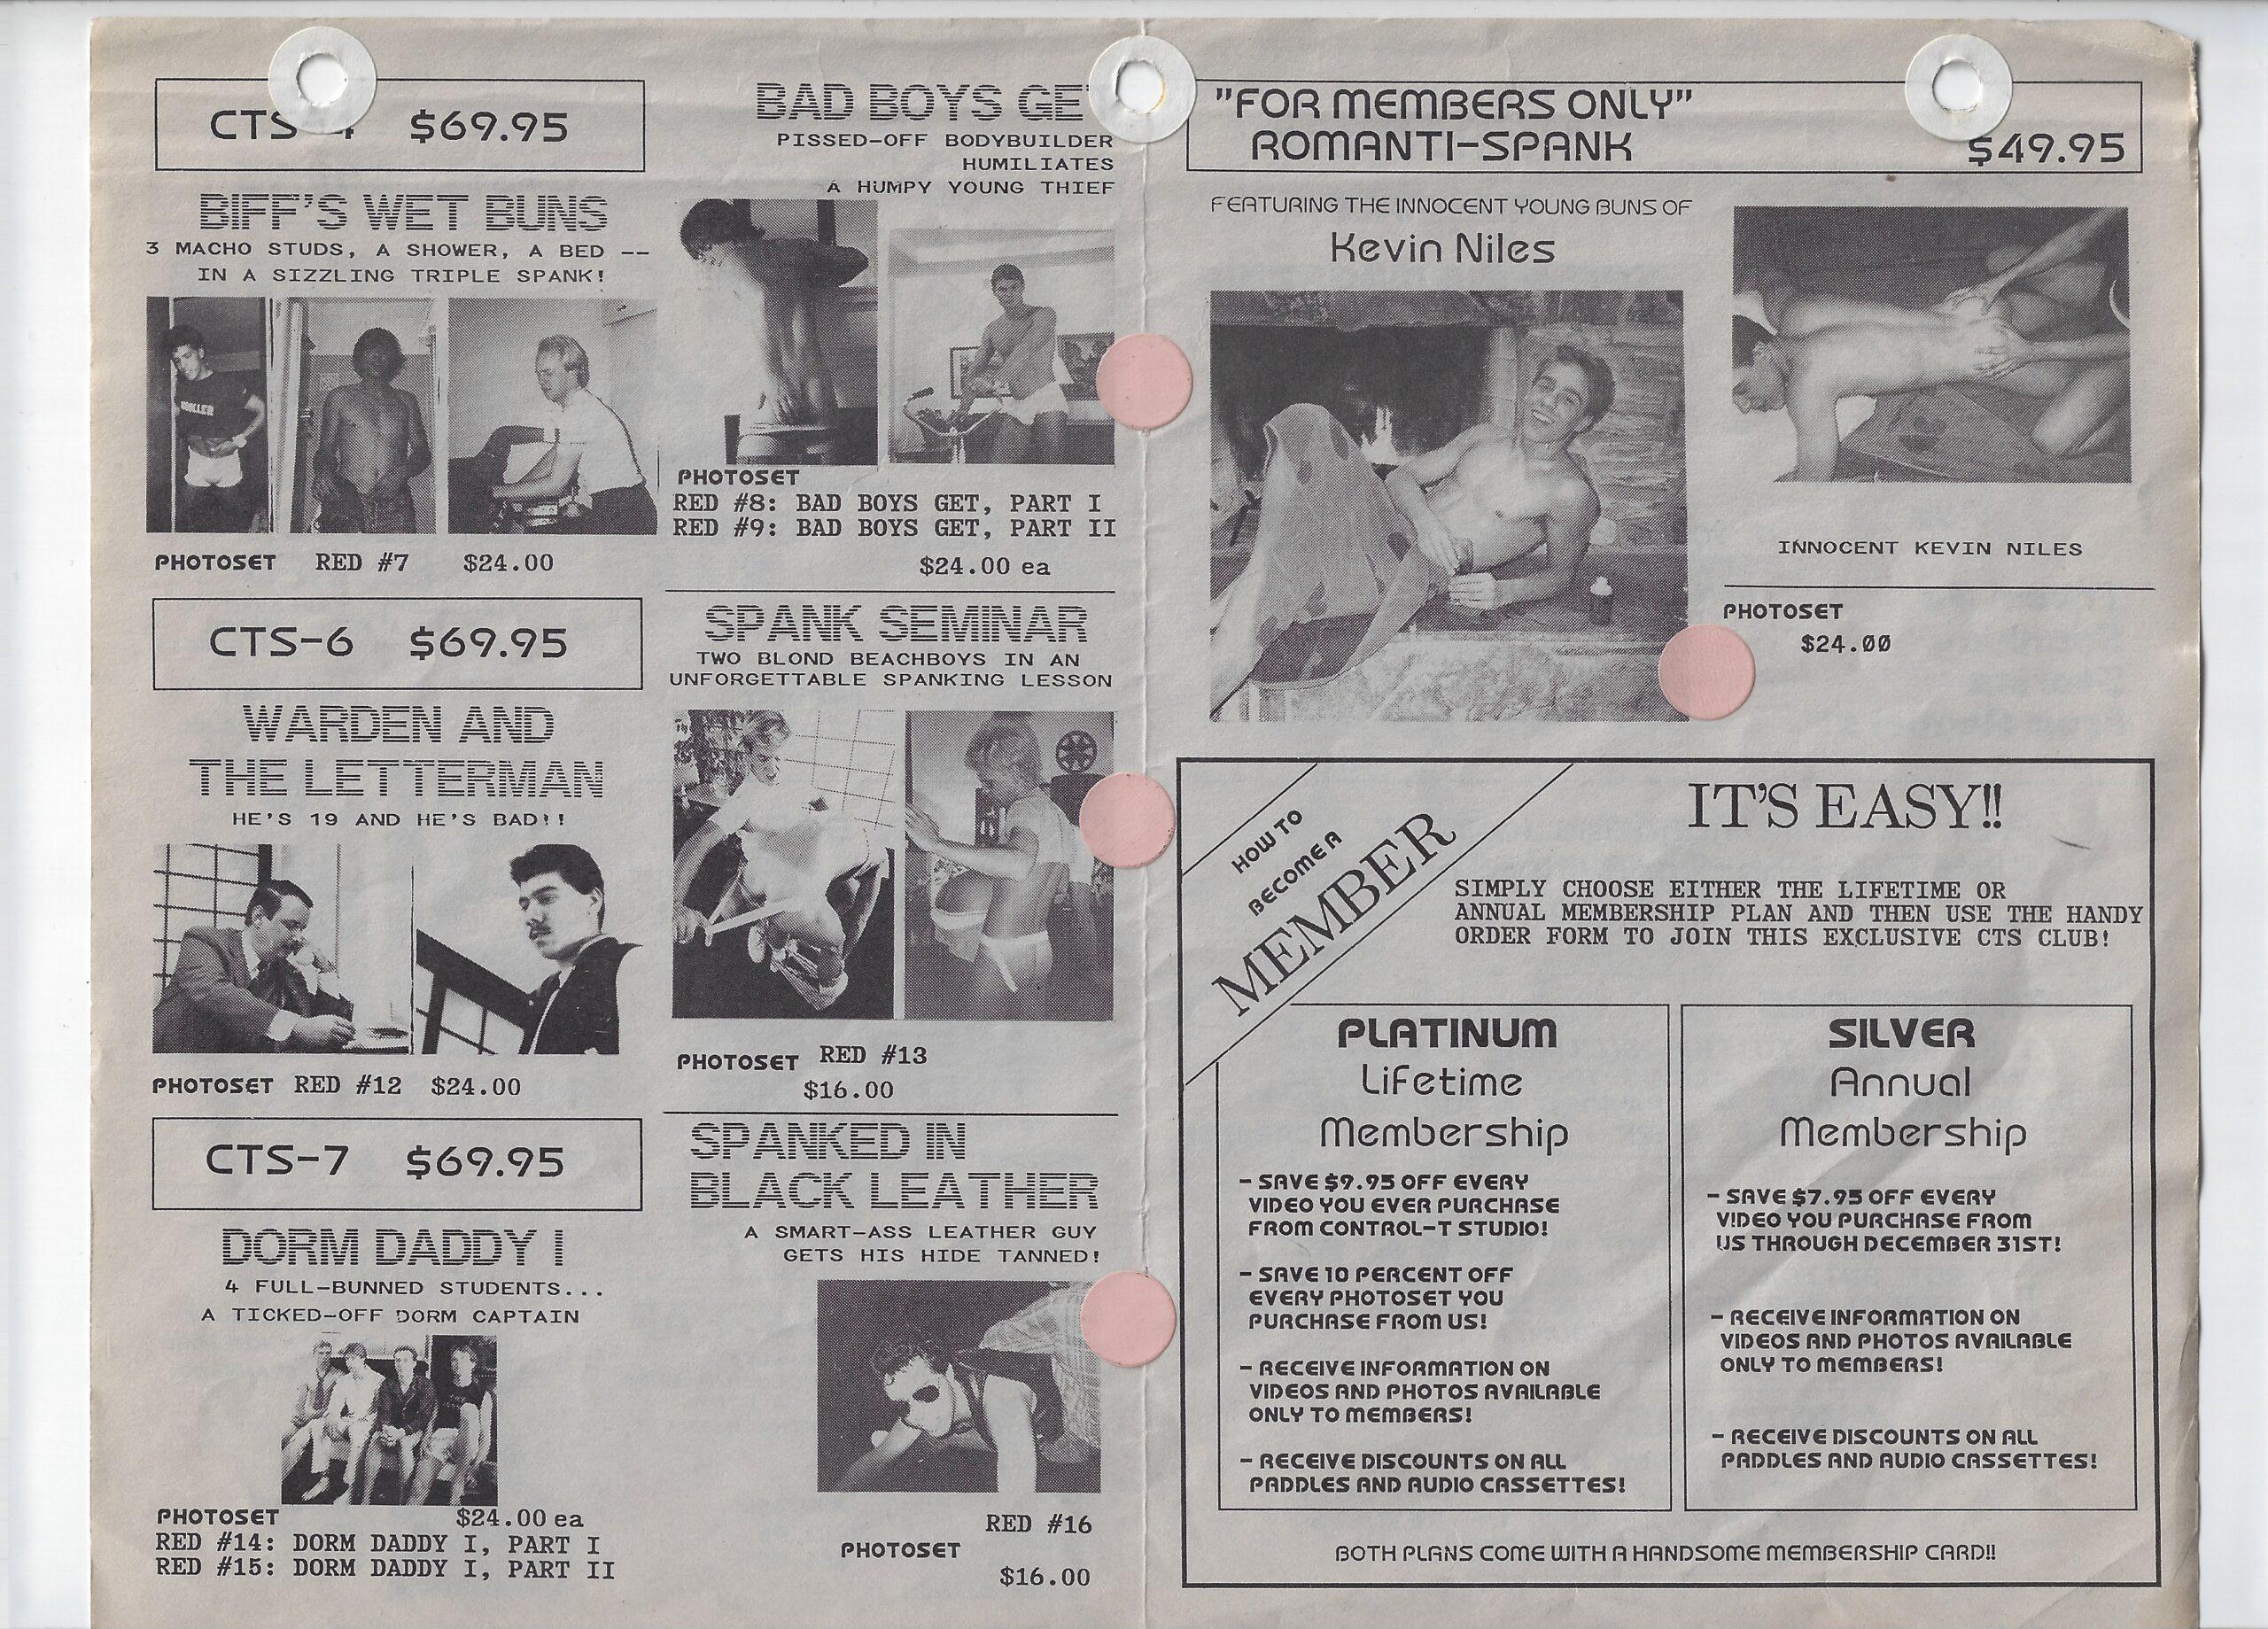 CTS-4 $69.95
BIFF'S WET BUNS
3 MACHO STUDS, A SHOWER, A BED --
IN A SIZZLING TRIPLE SPANK!
WALLER
PHOTOSET RED #7 $24.00
BAD BOYS GET
PISSED-OFF BODYBUILDER
HUMILIATES
A HUMPY YOUNG THIEF
PHOTOSET
RED #8: BAD BOYS GET, PART I
RED #9: BAD BOYS GET, PART II
$24.00 ea
CTS-6 $69.95
WARDEN AND
THE LETTERMAN
HE'S 19 AND HE'S BAD!!
PHOTOSET RED #12 $24.00
SPANK SEMINAR
TWO BLOND BEACHBOYS IN AN
UNFORGETTABLE SPANKING LESSON
PHOTOSET RED #13
$16.00
CTS-7 $69.95
DORM DADDY I
4 FULL-BUNNED STUDENTS...
A TICKED-OFF DORM CAPTAIN
PHOTOSET $24.00 ea
RED #14: DORM DADDY I, PART I
RED #15: DORM DADDY I, PART II
SPANKED IN
BLACK LEATHER
A SMART-ASS LEATHER GUY
GETS HIS HIDE TANNED!
RED #16
PHOTOSET
$16.00
"FOR MEMBERS ONLY"
ROMANTI-SPANK
$49.95
FEATURING THE INNOCENT YOUNG BUNS OF
Kevin Niles
INNOCENT KEVIN NILES
PHOTOSET
$24.00
HOW TO
BECOME A
MEMBER
IT'S EASY!!
SIMPLY CHOOSE EITHER THE LIFETIME OR
ANNUAL MEMBERSHIP PLAN AND THEN USE THE HANDY
ORDER FORM TO JOIN THIS EXCLUSIVE CTS CLUB!
PLATINUM
Lifetime
Membership
- SAVE $9.95 OFF EVERY
VIDEO YOU EVER PURCHASE
FROM CONTROL-T STUDIO!
- SAVE 10 PERCENT OFF
EVERY PHOTOSET YOU
PURCHASE FROM US!
- RECEIVE INFORMATION ON
VIDEOS AND PHOTOS AVAILABLE
ONLY TO MEMBERS!
- RECEIVE DISCOUNTS ON ALL
PADDLES AND AUDIO CASSETTES!
SILVER
Annual
Membership
- SAVE $7.95 OFF EVERY
VIDEO YOU PURCHASE FROM
US THROUGH DECEMBER 31ST!
- RECEIVE INFORMATION ON
VIDEOS AND PHOTOS AVAILABLE
ONLY TO MEMBERS!
- RECEIVE DISCOUNTS ON ALL
PADDLES AND AUDIO CASSETTES!
BOTH PLANS COME WITH A HANDSOME MEMBERSHIP CARD!!